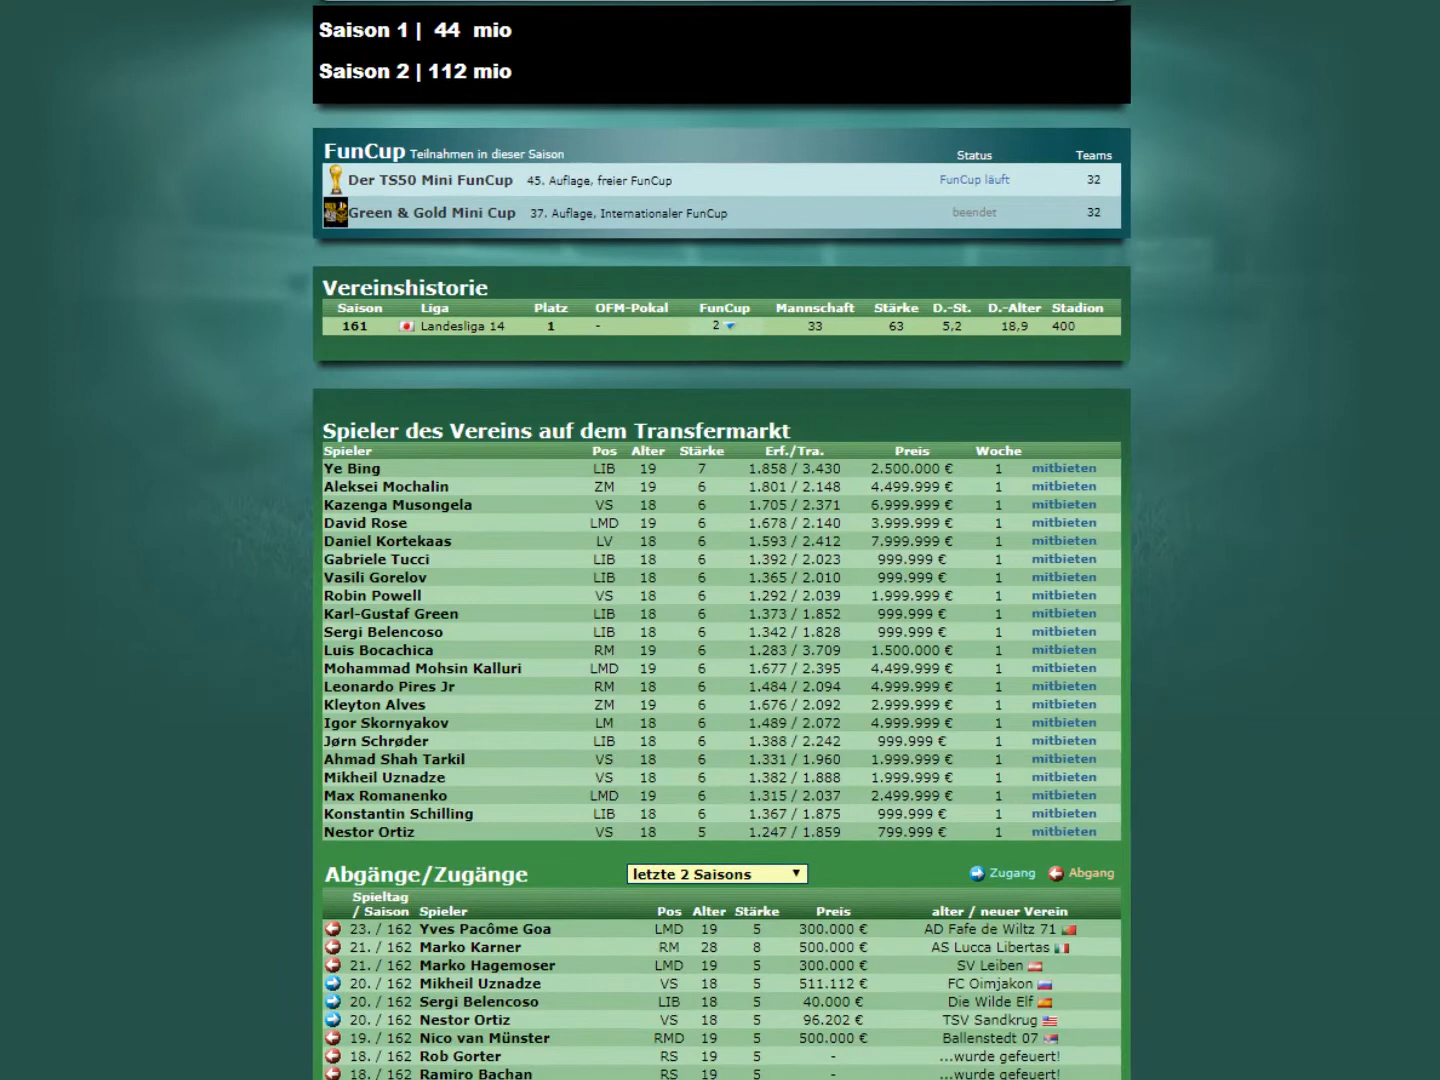 Saison 1 | 44 mio
Saison 2 | 112 mio
FunCup Teilnahmen in dieser Saison Status Teams
Der TS50 Mini FunCup 45. Auflage, freier FunCup FunCup läuft 32
Green & Gold Mini Cup 37. Auflage, Internationaler FunCup beendet 32
Vereinshistorie
Saison Liga Platz OFM-Pokal FunCup Mannschaft Stärke D.-St. D.-Alter Stadion
161 Landesliga 14 1 - 2 33 63 5,2 18,9 400
Spieler des Vereins auf dem Transfermarkt
Spieler Pos Alter Stärke Erf./Tra. Preis Woche
Ye Bing LIB 19 7 1.858 / 3.430 2.500.000 € 1 mitbieten
Aleksei Mochalin ZM 19 6 1.801 / 2.148 4.499.999 € 1 mitbieten
Kazenga Musongela VS 18 6 1.705 / 2.371 6.999.999 € 1 mitbieten
David Rose LMD 19 6 1.678 / 2.140 3.999.999 € 1 mitbieten
Daniel Kortekaas LV 18 6 1.593 / 2.412 7.999.999 € 1 mitbieten
Gabriele Tucci LIB 18 6 1.392 / 2.023 999.999 € 1 mitbieten
Vasili Gorelov LIB 18 6 1.365 / 2.010 999.999 € 1 mitbieten
Robin Powell VS 18 6 1.292 / 2.039 1.999.999 € 1 mitbieten
Karl-Gustaf Green LIB 18 6 1.373 / 1.852 999.999 € 1 mitbieten
Sergi Belencoso LIB 18 6 1.342 / 1.828 999.999 € 1 mitbieten
Luis Bocachica RM 19 6 1.283 / 3.709 1.500.000 € 1 mitbieten
Mohammad Mohsin Kalluri LMD 19 6 1.677 / 2.395 4.499.999 € 1 mitbieten
Leonardo Pires Jr RM 18 6 1.484 / 2.094 4.999.999 € 1 mitbieten
Kleyton Alves ZM 19 6 1.676 / 2.092 2.999.999 € 1 mitbieten
Igor Skornyakov LM 18 6 1.489 / 2.072 4.999.999 € 1 mitbieten
Jørn Schrøder LIB 18 6 1.388 / 2.242 999.999 € 1 mitbieten
Ahmad Shah Tarkil VS 18 6 1.331 / 1.960 1.999.999 € 1 mitbieten
Mikheil Uznadze VS 18 6 1.382 / 1.888 1.999.999 € 1 mitbieten
Max Romanenko LMD 19 6 1.315 / 2.037 2.499.999 € 1 mitbieten
Konstantin Schilling LIB 18 6 1.367 / 1.875 999.999 € 1 mitbieten
Nestor Ortiz VS 18 5 1.247 / 1.859 799.999 € 1 mitbieten
Abgänge/Zugänge letzte 2 Saisons Zugang Abgang
Spieltag
/ Saison Spieler Pos Alter Stärke Preis alter / neuer Verein
23. / 162 Yves Pacôme Goa LMD 19 5 300.000 € AD Fafe de Wiltz 71
21. / 162 Marko Karner RM 28 8 500.000 € AS Lucca Libertas
21. / 162 Marko Hagemoser LMD 19 5 300.000 € SV Leiben
20. / 162 Mikheil Uznadze VS 18 5 511.112 € FC Oimjakon
20. / 162 Sergi Belencoso LIB 18 5 40.000 € Die Wilde Elf
20. / 162 Nestor Ortiz VS 18 5 96.202 € TSV Sandkrug
19. / 162 Nico van Münster RMD 19 5 500.000 € Ballenstedt 07
18. / 162 Rob Gorter RS 19 5 - ...wurde gefeuert!
18. / 162 Ramiro Bachan RS 19 5 - ...wurde gefeuert!